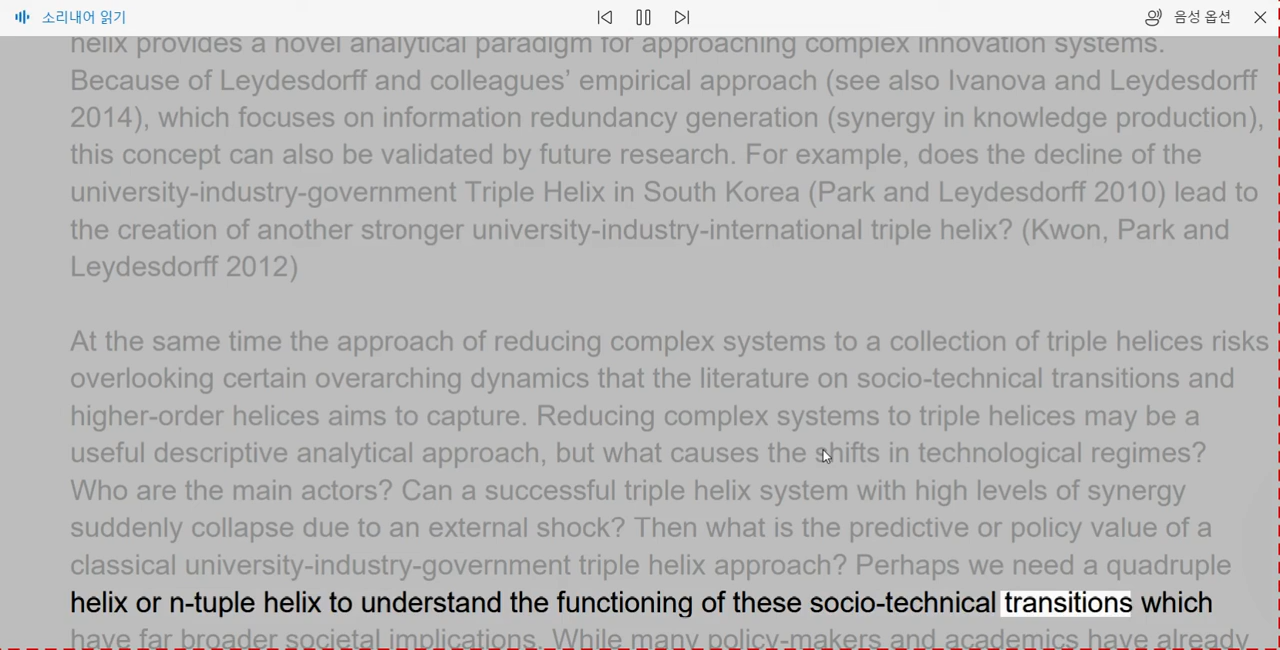 소리내어 읽기
음성 옵션
helix provides a novel analytical paradigm for approaching complex innovation systems.
Because of Leydesdorff and colleagues’ empirical approach (see also Ivanova and Leydesdorff
2014), which focuses on information redundancy generation (synergy in knowledge production),
this concept can also be validated by future research. For example, does the decline of the
university-industry-government Triple Helix in South Korea (Park and Leydesdorff 2010) lead to
the creation of another stronger university-industry-international triple helix? (Kwon, Park and
Leydesdorff 2012)
At the same time the approach of reducing complex systems to a collection of triple helices risks
overlooking certain overarching dynamics that the literature on socio-technical transitions and
higher-order helices aims to capture. Reducing complex systems to triple helices may be a
useful descriptive analytical approach, but what causes the shifts in technological regimes?
Who are the main actors? Can a successful triple helix system with high levels of synergy
suddenly collapse due to an external shock? Then what is the predictive or policy value of a
classical university-industry-government triple helix approach? Perhaps we need a quadruple
helix or n-tuple helix to understand the functioning of these socio-technical transitions which
have far broader societal implications. While many policy-makers and academics have already